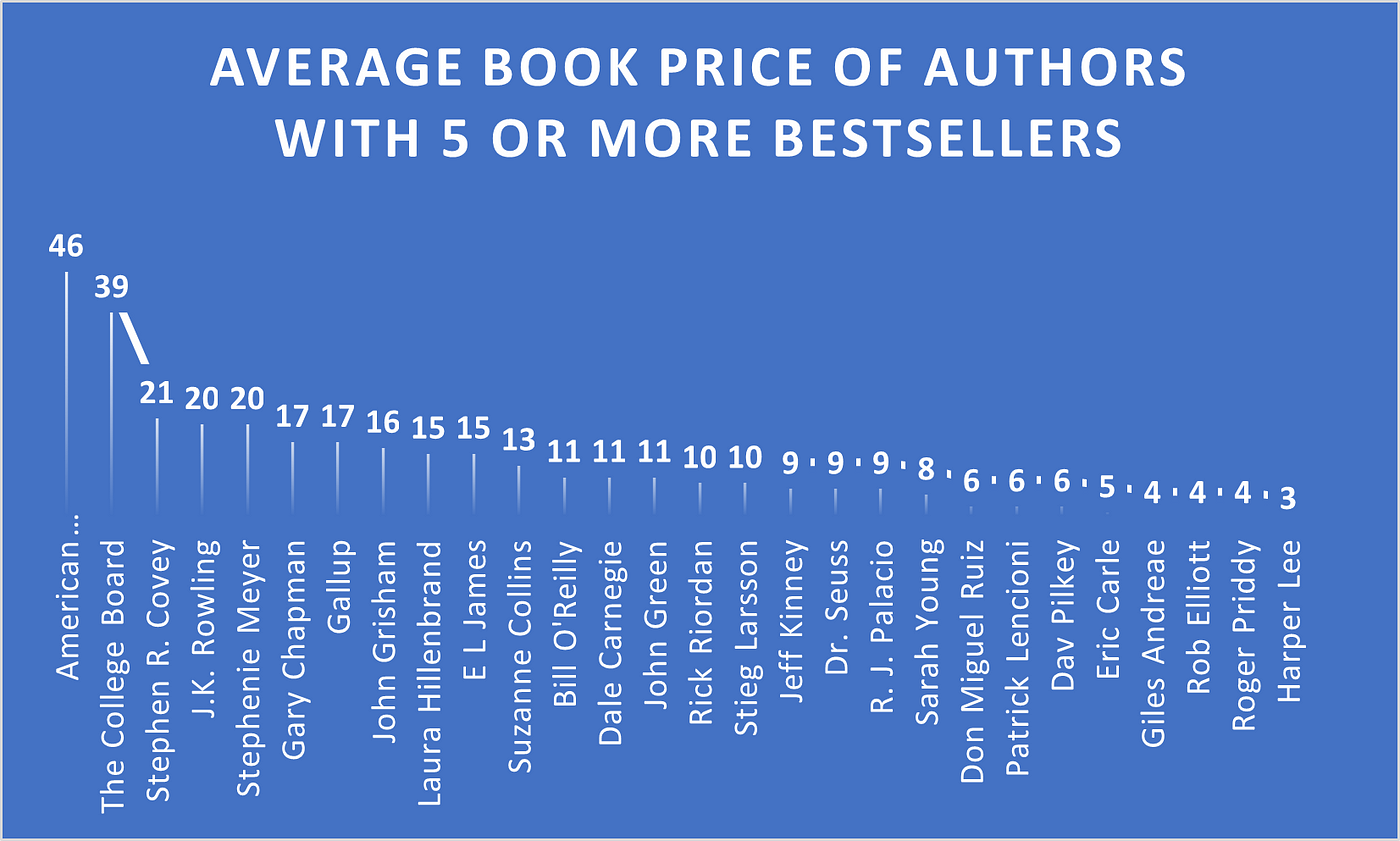 AVERAGE BOOK PRICE OF AUTHORS
WITH 5 OR MORE BESTSELLERS
46
39
21
20
20
17
17
16
15
15
13
11
11
11
10
10
9
9
9
8
6
6
6
5
4
4
4
3
American...
The College Board
Stephen R. Covey
J.K. Rowling
Stephenie Meyer
Gary Chapman
Gallup
John Grisham
Laura Hillenbrand
E L James
Suzanne Collins
Bill O'Reilly
Dale Carnegie
John Green
Rick Riordan
Stieg Larsson
Jeff Kinney
Dr. Seuss
R. J. Palacio
Sarah Young
Don Miguel Ruiz
Patrick Lencioni
Dav Pilkey
Eric Carle
Giles Andreae
Rob Elliott
Roger Priddy
Harper Lee